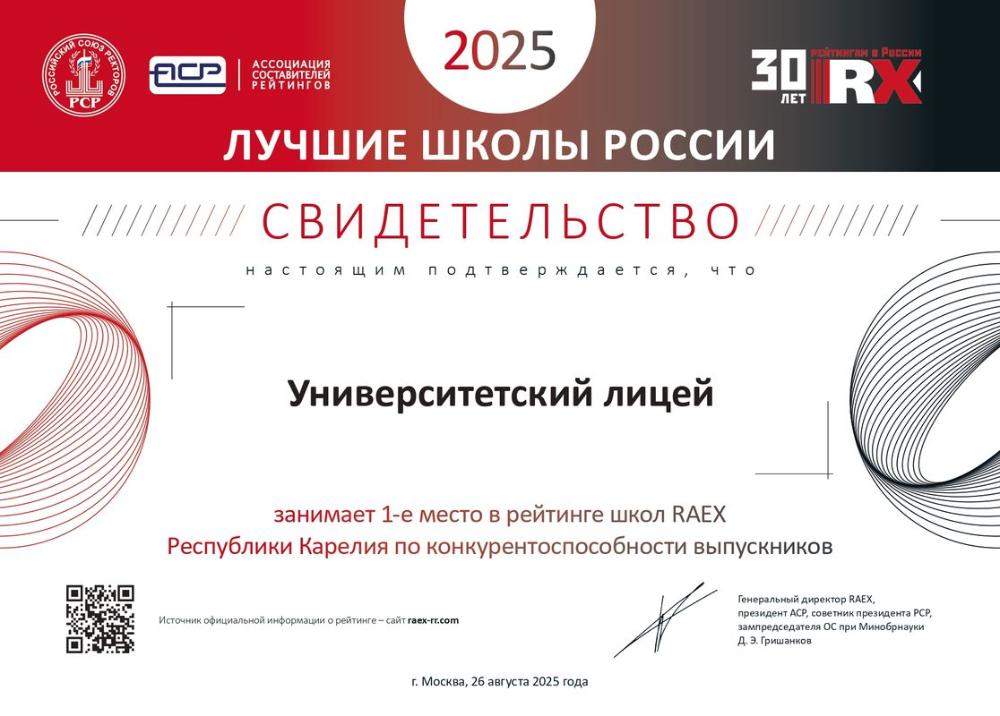 РОССИЙСКИЙ СОЮЗ РЕКТОРОВ
РСР
АСР
АССОЦИАЦИЯ
СОСТАВИТЕЛЕЙ
РЕЙТИНГОВ
2025
30
ЛЕТ
РЕЙТИНГАМ В РОССИИ
RX
ЛУЧШИЕ ШКОЛЫ РОССИИ
СВИДЕТЕЛЬСТВО
настоящим подтверждается, что
Университетский лицей
занимает 1-е место в рейтинге школ RAEX
Республики Карелия по конкурентоспособности выпускников
Источник официальной информации о рейтинге – сайт raex-rr.com
Генеральный директор RAEX,
президент АСР, советник президента РСР,
зампредседателя ОС при Минобрнауки
Д. Э. Гришанков
г. Москва, 26 августа 2025 года